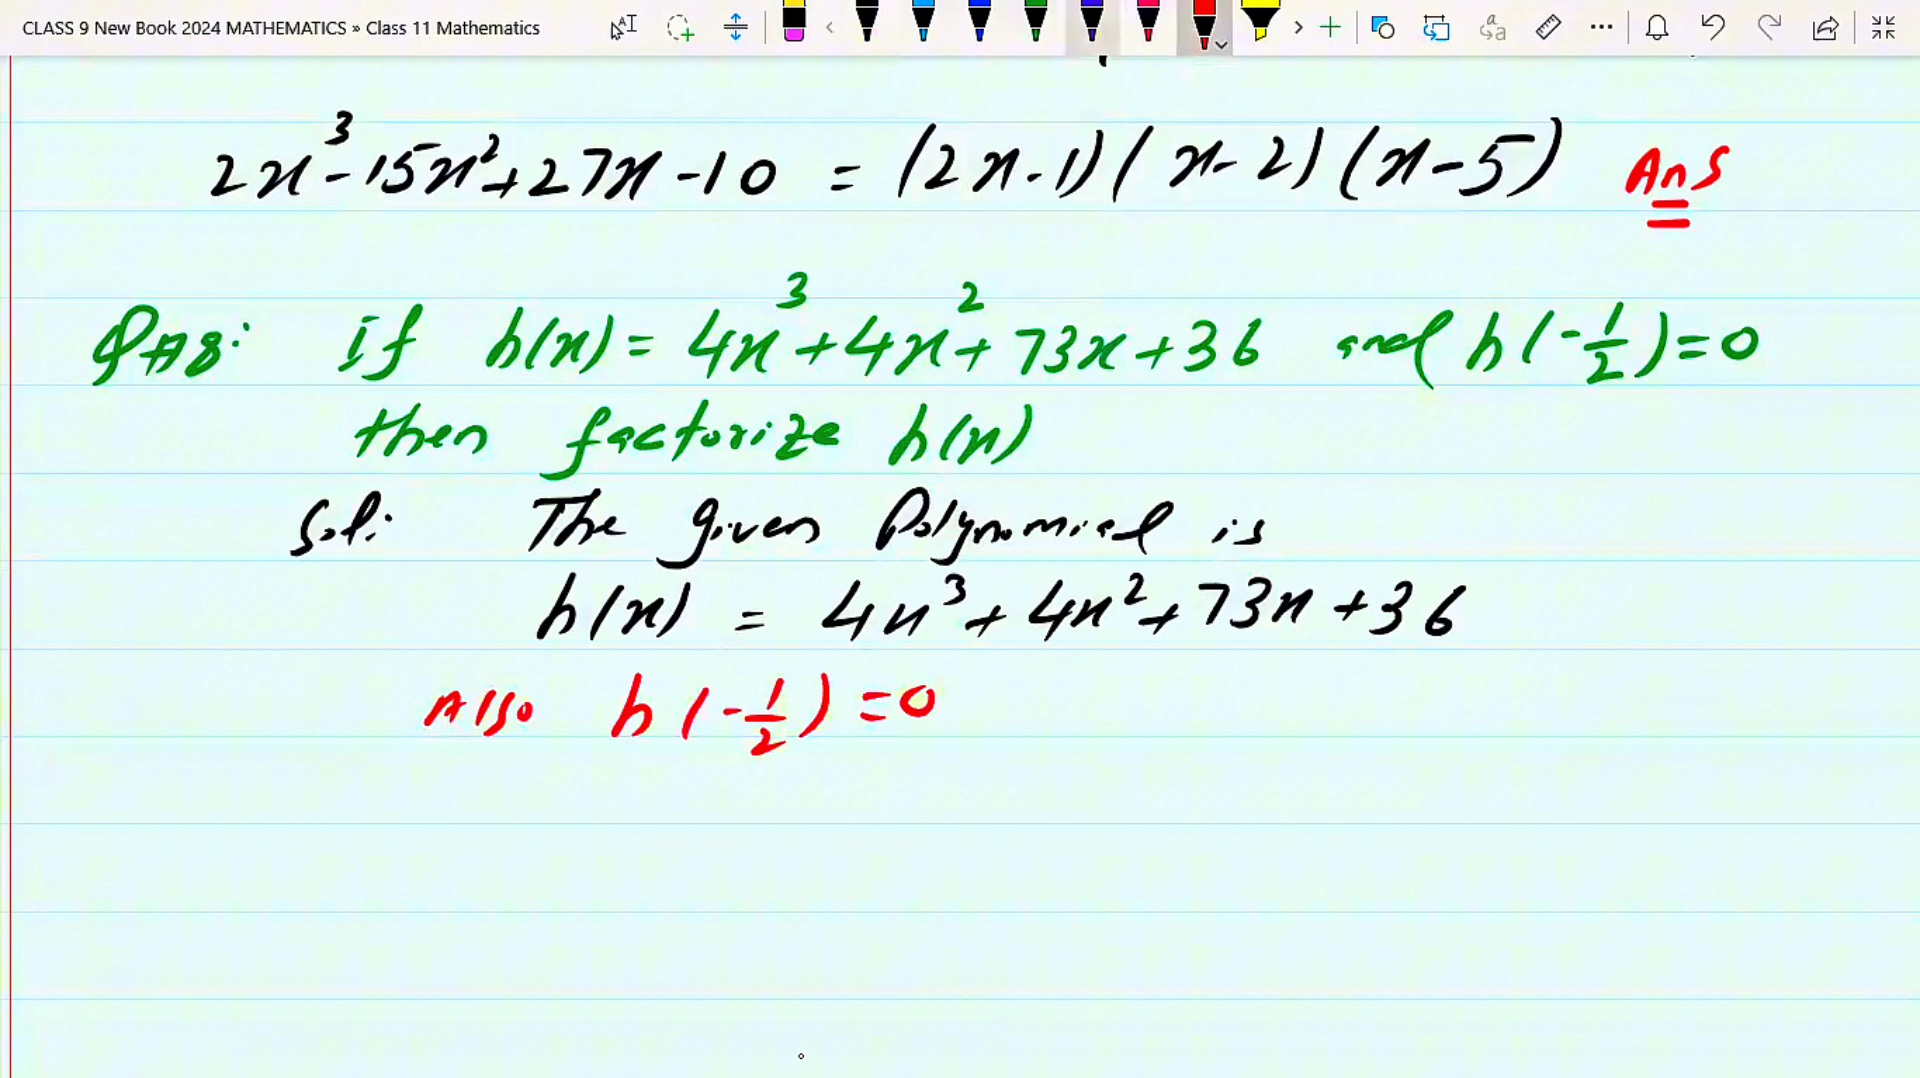 CLASS 9 New Book 2024 MATHEMATICS » Class 11 Mathematics
2x³-15x²+27x-10 = (2x-1)(x-2)(x-5) Ans
Q#8: if h(x) = 4x³+4x²+73x+36 and h(-1/2)=0
then factorize h(x)
Sol: The given Polynomial is
h(x) = 4x³+4x²+73x+36
Also h(-1/2)=0